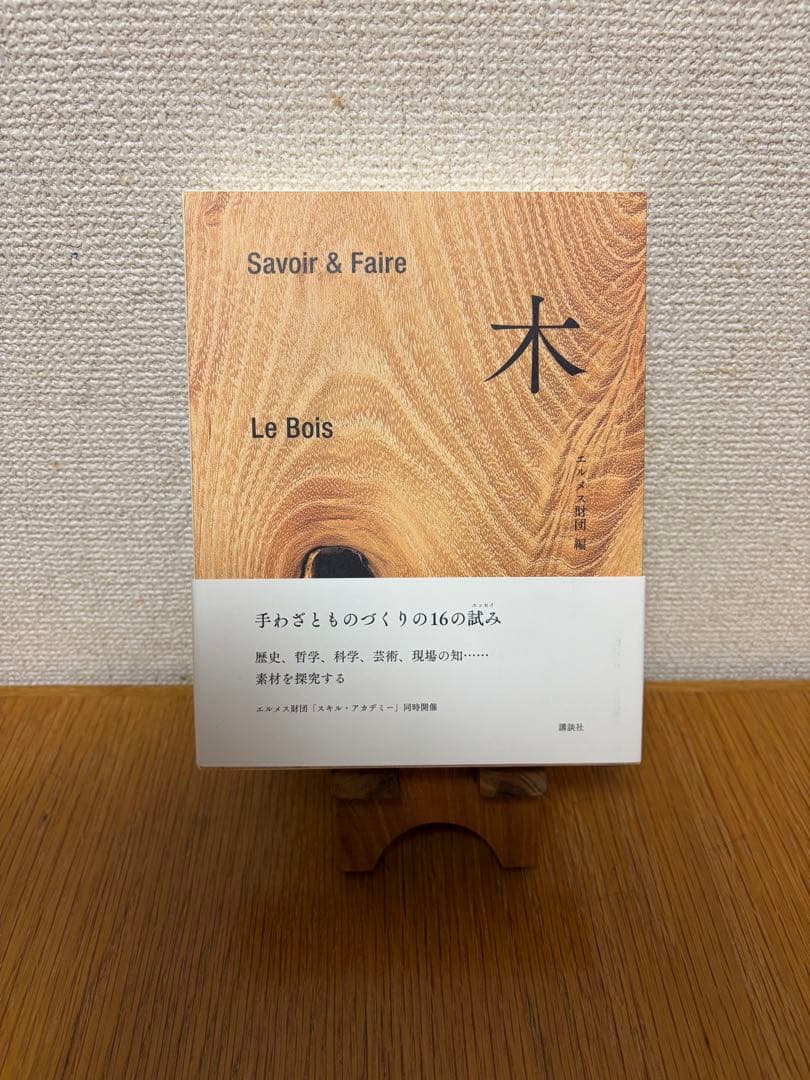 Savoir & Faire
木
Le Bois
エルメス財団 編
手わざとものづくりの16の試み
エッセイ
歴史、哲学、科学、芸術、現場の知……
素材を探究する
エルメス財団「スキル・アカデミー」同時開催
講談社